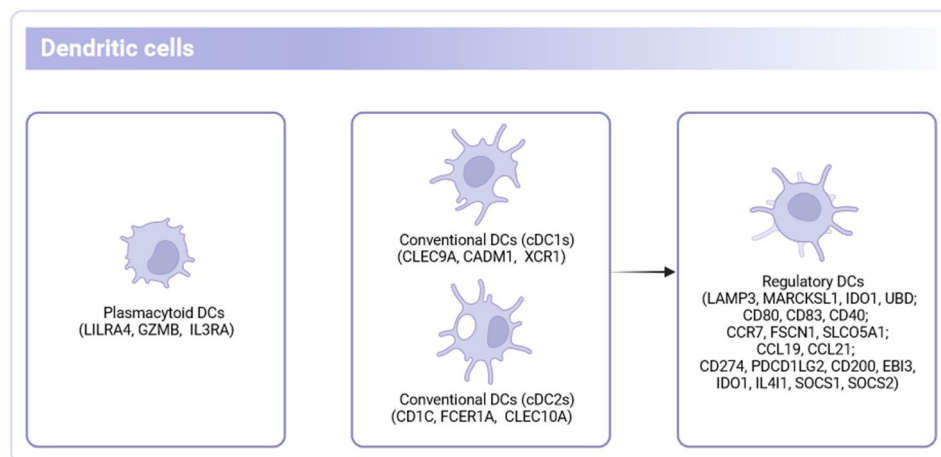 Dendritic cells
Plasmacytoid DCs
(LILRA4, GZMB, IL3RA)
Conventional DCs (cDC1s)
(CLEC9A, CADM1, XCR1)
Conventional DCs (cDC2s)
(CD1C, FCER1A, CLEC10A)
Regulatory DCs
(LAMP3, MARCKSL1, IDO1, UBD;
CD80, CD83, CD40;
CCR7, FSCN1, SLCO5A1;
CCL19, CCL21;
CD274, PDCD1LG2, CD200, EBI3,
IDO1, IL4I1, SOCS1, SOCS2)